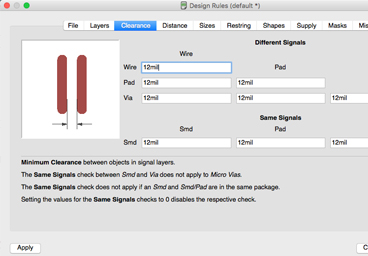 Design Rules (default *)
File Layers Clearance Distance Sizes Restring Shapes Supply Masks
Different Signals
Wire
Wire 12mil Pad
Pad 12mil 12mil
Via 12mil 12mil 12mil
Same Signals
Smd Pad
Smd 12mil 12mil 12mil
Minimum Clearance between objects in signal layers.
The Same Signals check between Smd and Via does not apply to Micro Vias.
The Same Signals check does not apply if an Smd and Smd/Pad are in the same package.
Setting the values for the Same Signals checks to 0 disables the respective check.
Apply